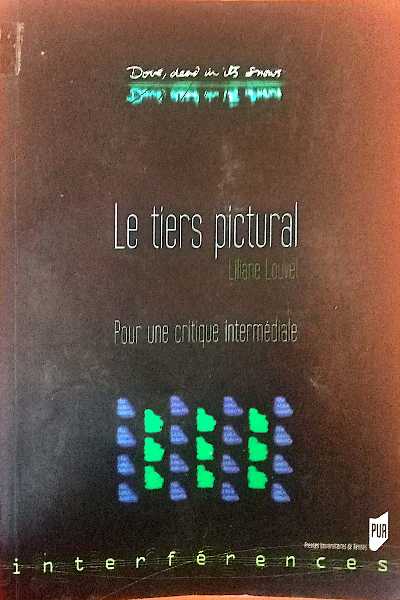 Dove, dead in its snows
Le tiers pictural
Liliane Louvel
Pour une critique intermédiale
PUR
Presses Universitaires de Rennes
interférences